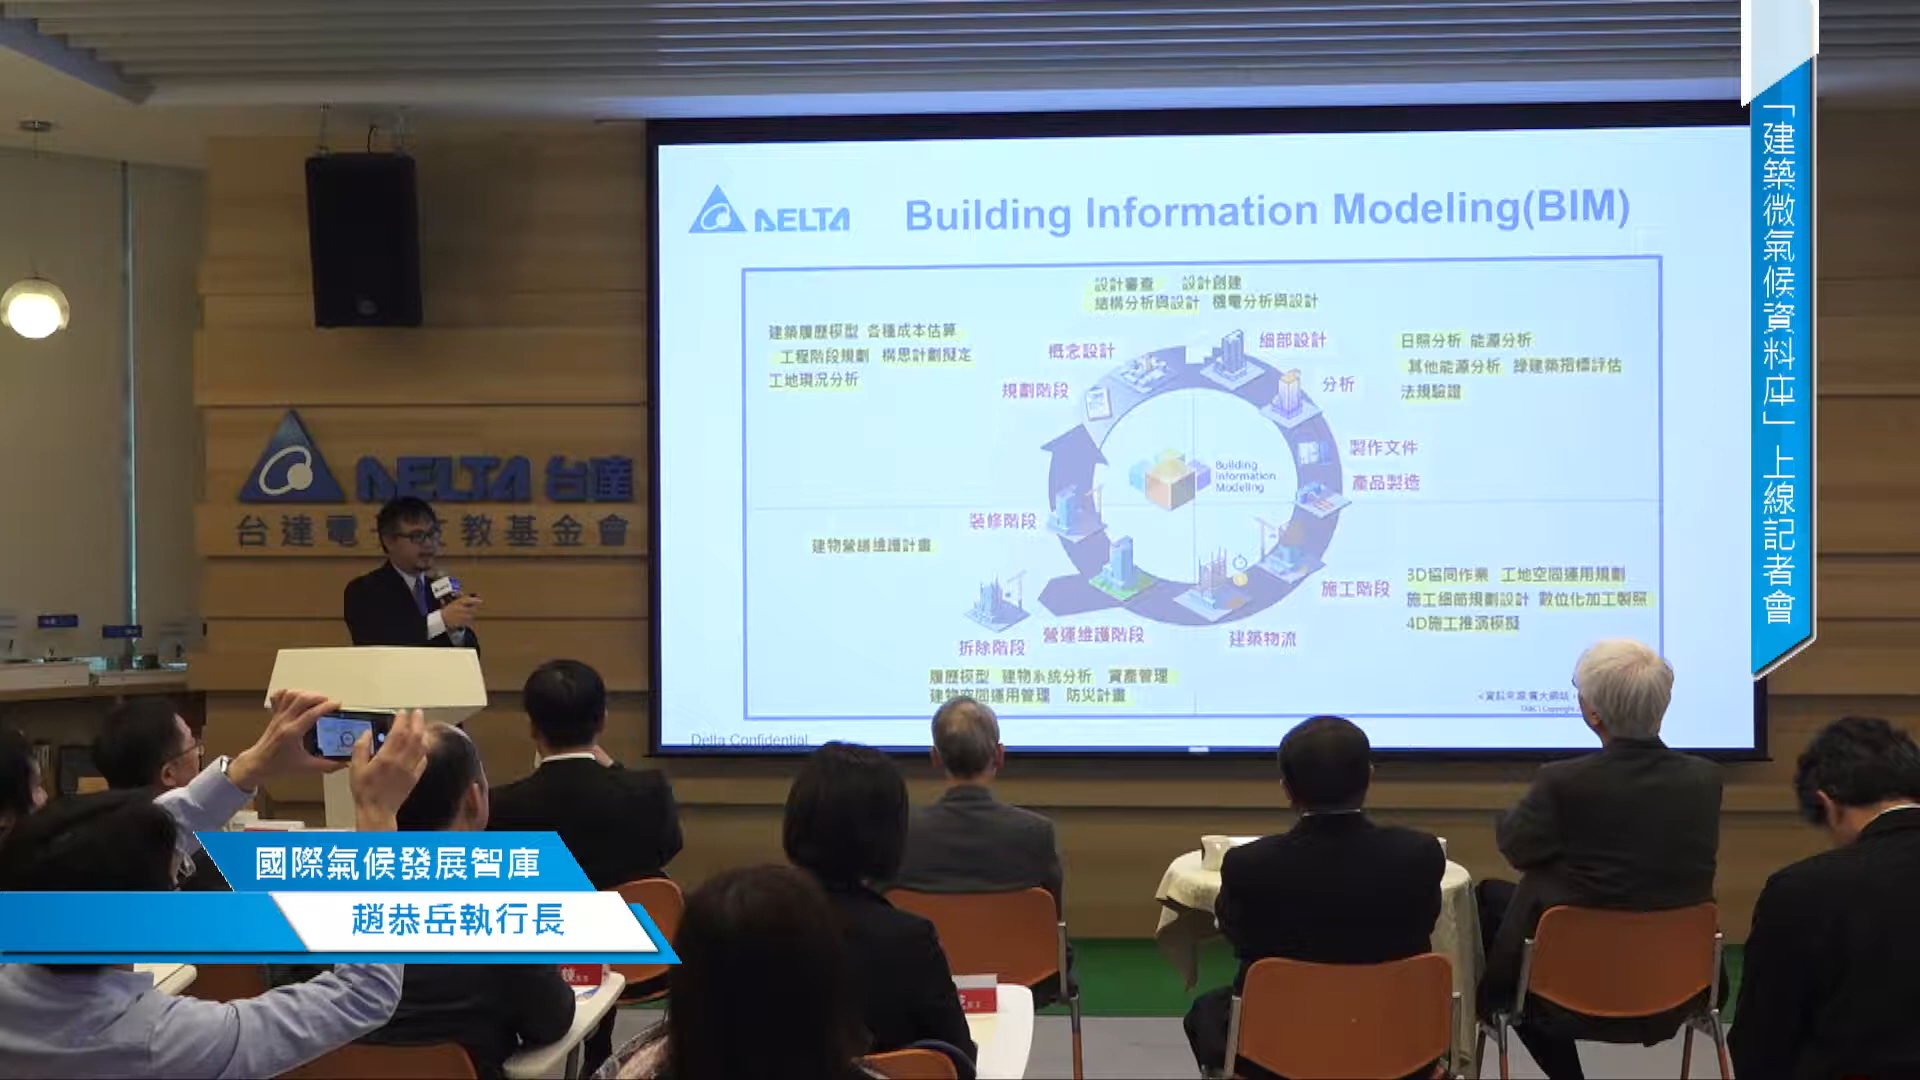 「建築微氣候資料庫」上線記者會
DELTA
Building Information Modeling(BIM)
設計審查 設計創建
結構分析與設計 機電分析與設計
建築履歷模型 各種成本估算
工程階段規劃 構思計劃擬定
工地現況分析
概念設計
細部設計
規劃階段
分析
日照分析 能源分析
其他能源分析 綠建築指標評估
法規驗證
製作文件
產品製造
Building
Information
Modeling
裝修階段
建物營繕維護計畫
施工階段
3D協同作業 工地空間運用規劃
施工細節規劃設計 數位化加工製照
4D施工推演模擬
拆除階段
營運維護階段
建築物流
履歷模型 建物系統分析 資產管理
建物空間運用管理 防災計畫
Delta Confidential
DELTA 台達
台達電子文教基金會
國際氣候發展智庫
趙恭岳執行長